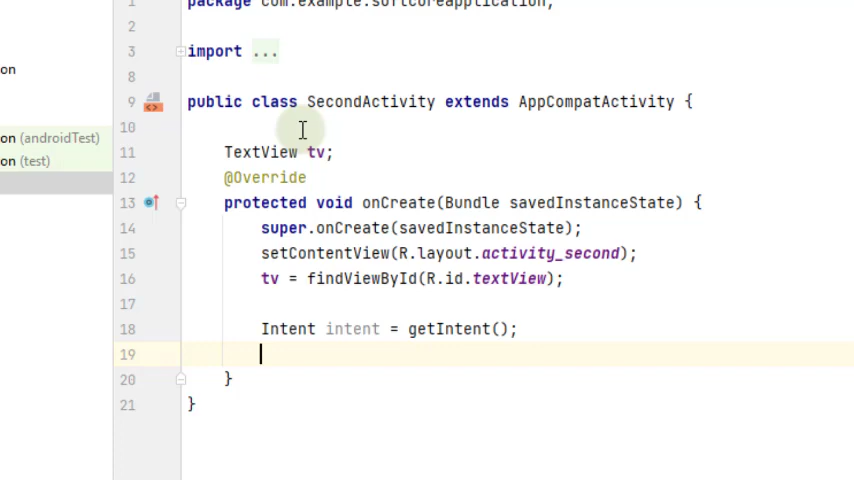 1 package com.example.softcoreapplication;
2
3 import ...
on
8
9 public class SecondActivity extends AppCompatActivity {
10
on (androidTest)
11 TextView tv;
on (test)
12 @Override
13 protected void onCreate(Bundle savedInstanceState) {
14 super.onCreate(savedInstanceState);
15 setContentView(R.layout.activity_second);
16 tv = findViewById(R.id.textView);
17
18 Intent intent = getIntent();
19
20 }
21 }